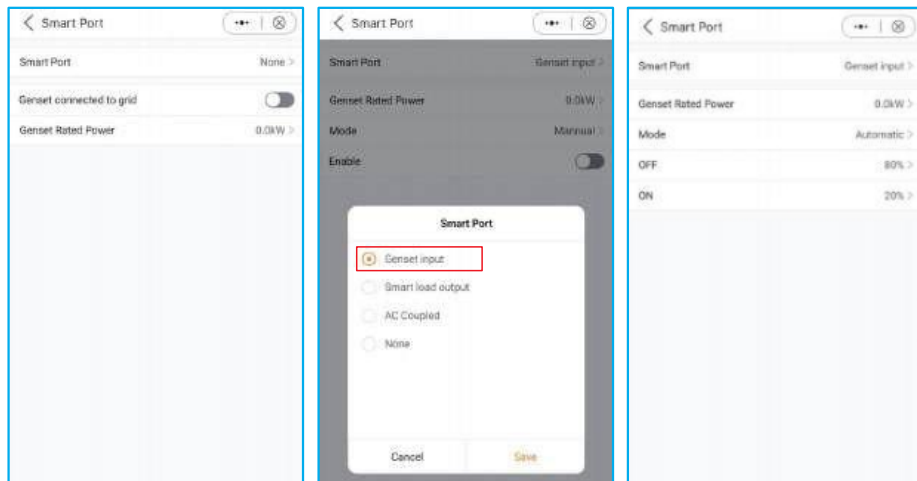 Smart Port
Smart Port None
Genset connected to grid
Genset Rated Power 0.0kW
Smart Port
Smart Port Genset input
Genset Rated Power 0.0kW
Mode Mannual
Enable
Smart Port
Genset input
Smart load output
AC Coupled
None
Cancel Save
Smart Port
Smart Port Genset input
Genset Rated Power 0.0kW
Mode Automatic
OFF 80%
ON 20%